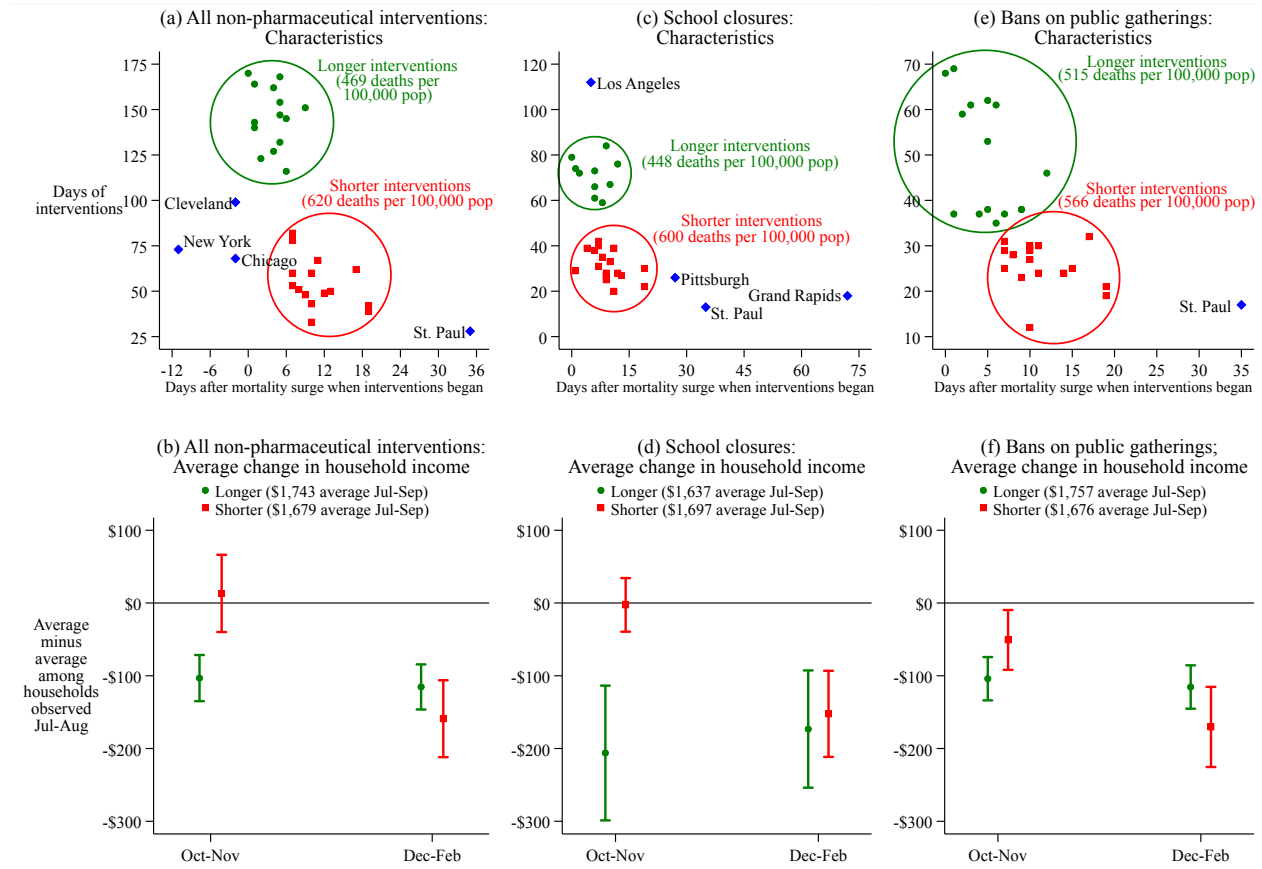 (a) All non-pharmaceutical interventions:
Characteristics
175
150
125
100
75
50
25
Days of
interventions
Longer interventions
(469 deaths per
100,000 pop)
Shorter interventions
(620 deaths per 100,000 pop
Cleveland
New York
Chicago
St. Paul
-12
-6
0
6
12
18
24
30
36
Days after mortality surge when interventions began
(c) School closures:
Characteristics
120
100
80
60
40
20
0
Los Angeles
Longer interventions
(448 deaths per 100,000 pop)
Shorter interventions
(600 deaths per 100,000 pop)
Pittsburgh
Grand Rapids
St. Paul
0
15
30
45
60
75
Days after mortality surge when interventions began
(e) Bans on public gatherings:
Characteristics
70
60
50
40
30
20
10
Longer interventions
(515 deaths per 100,000 pop)
Shorter interventions
(566 deaths per 100,000 pop)
St. Paul
0
5
10
15
20
25
30
35
Days after mortality surge when interventions began
(b) All non-pharmaceutical interventions:
Average change in household income
Longer ($1,743 average Jul-Sep)
Shorter ($1,679 average Jul-Sep)
$100
$0
-$100
-$200
-$300
Average
minus
average
among
households
observed
Jul-Aug
Oct-Nov
Dec-Feb
(d) School closures:
Average change in household income
Longer ($1,637 average Jul-Sep)
Shorter ($1,697 average Jul-Sep)
$100
$0
-$100
-$200
-$300
Oct-Nov
Dec-Feb
(f) Bans on public gatherings;
Average change in household income
Longer ($1,757 average Jul-Sep)
Shorter ($1,676 average Jul-Sep)
$100
$0
-$100
-$200
-$300
Oct-Nov
Dec-Feb